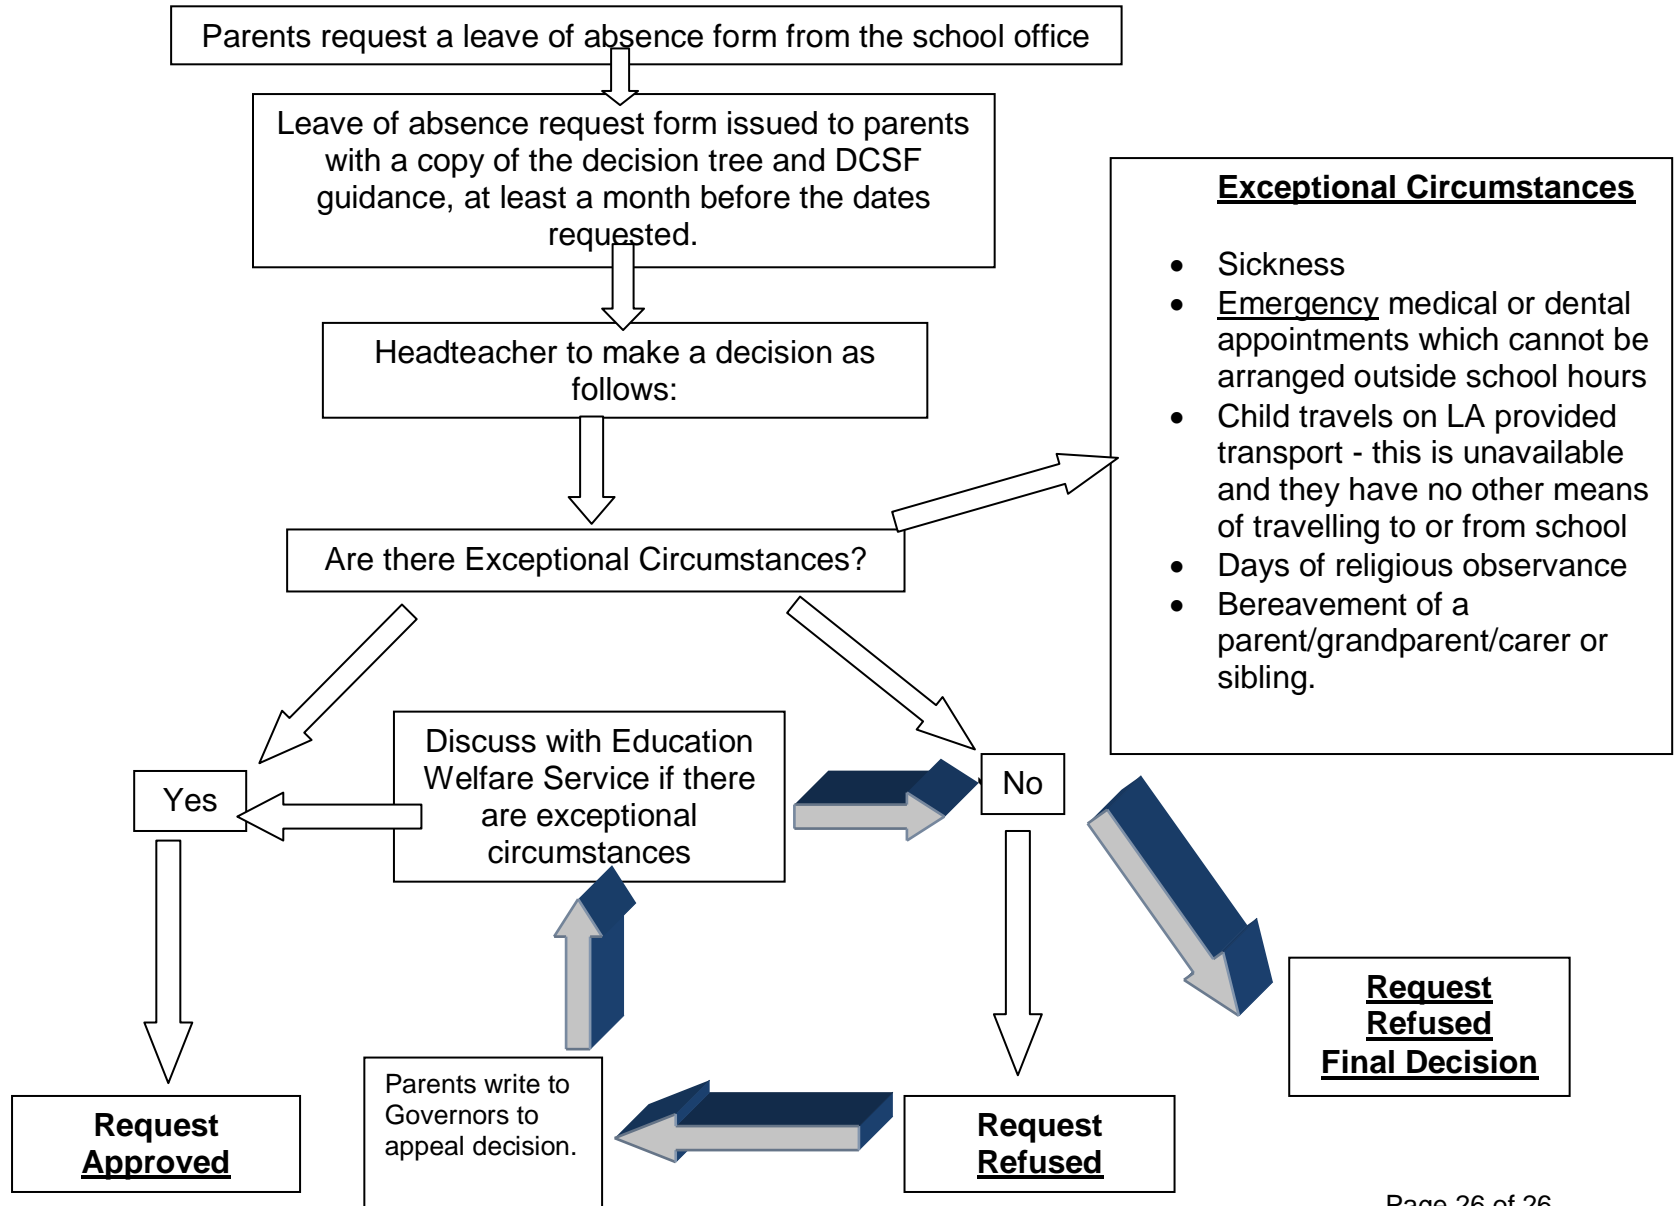 Parents request a leave of absence form from the school office
Leave of absence request form issued to parents
with a copy of the decision tree and DCSF
guidance, at least a month before the dates
requested.
Headteacher to make a decision as
follows:
Are there Exceptional Circumstances?
Exceptional Circumstances
• Sickness
• Emergency medical or dental
appointments which cannot be
arranged outside school hours
• Child travels on LA provided
transport - this is unavailable
and they have no other means
of travelling to or from school
• Days of religious observance
• Bereavement of a
parent/grandparent/carer or
sibling.
Yes
Discuss with Education
Welfare Service if there
are exceptional
circumstances
No
Request
Refused
Final Decision
Request
Approved
Parents write to
Governors to
appeal decision.
Request
Refused
Page 26 of 26